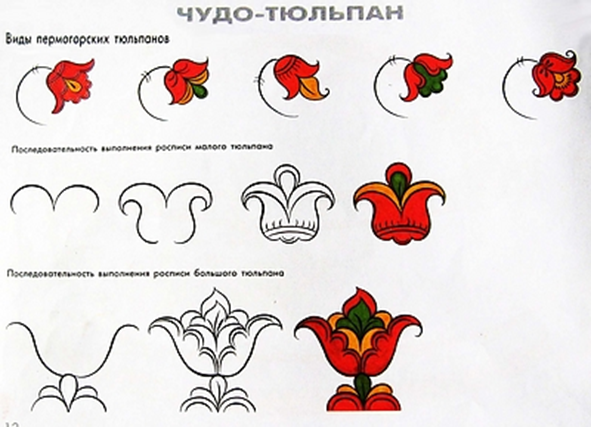 ЧУДО-ТЮЛЬПАН
Виды пермогорских тюльпанов
Последовательность выполнения росписи малого тюльпана
Последовательность выполнения росписи большого тюльпана